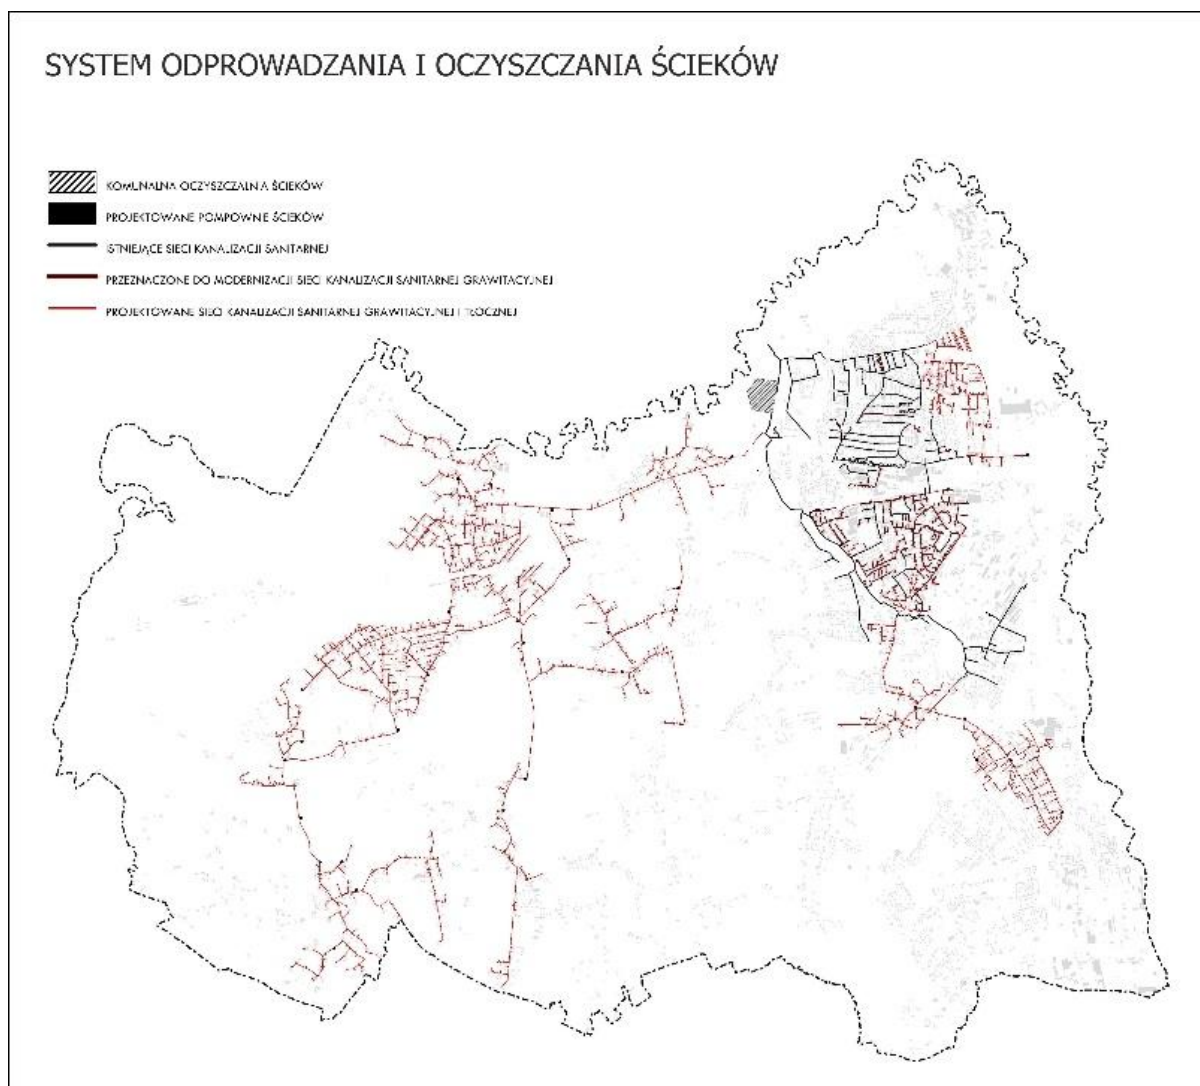 SYSTEM ODPROWADZANIA I OCZYSZCZANIA ŚCIEKÓW
KOMUNALNA OCZYSZCZALNIA ŚCIEKÓW
PROJEKTOWANE POMPOWNIE ŚCIEKÓW
ISTNIEJĄCE SIECI KANALIZACJI SANITARNEJ
PRZEZNACZONE DO MODERNIZACJI SIECI KANALIZACJI SANITARNEJ GRAWITACYJNEJ
PROJEKTOWANE SIECI KANALIZACJI SANITARNEJ GRAWITACYJNEJ I TŁOCZNEJ